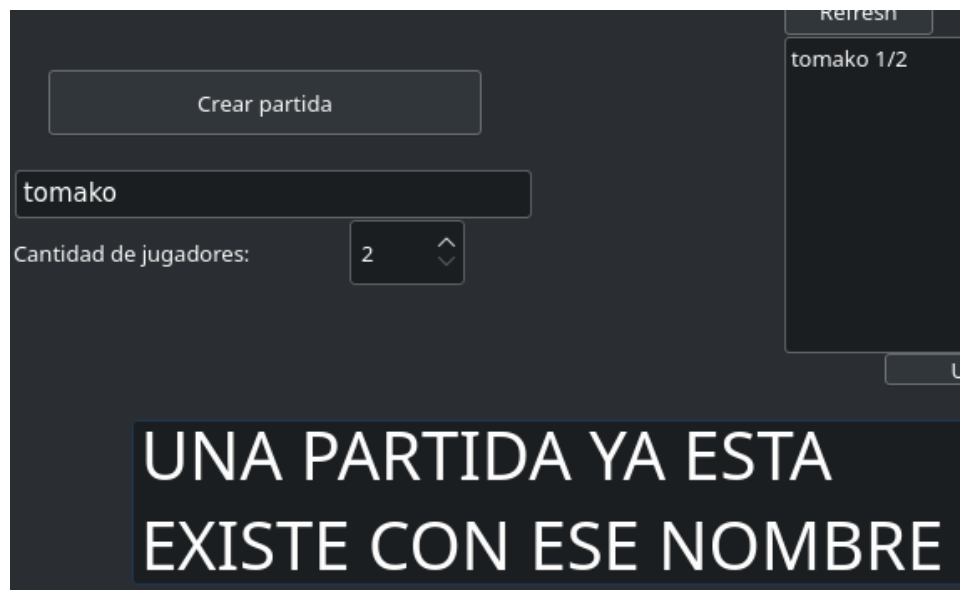 Refresh
tomako 1/2
Crear partida
tomako
Cantidad de jugadores:
2
UNA PARTIDA YA ESTA
EXISTE CON ESE NOMBRE